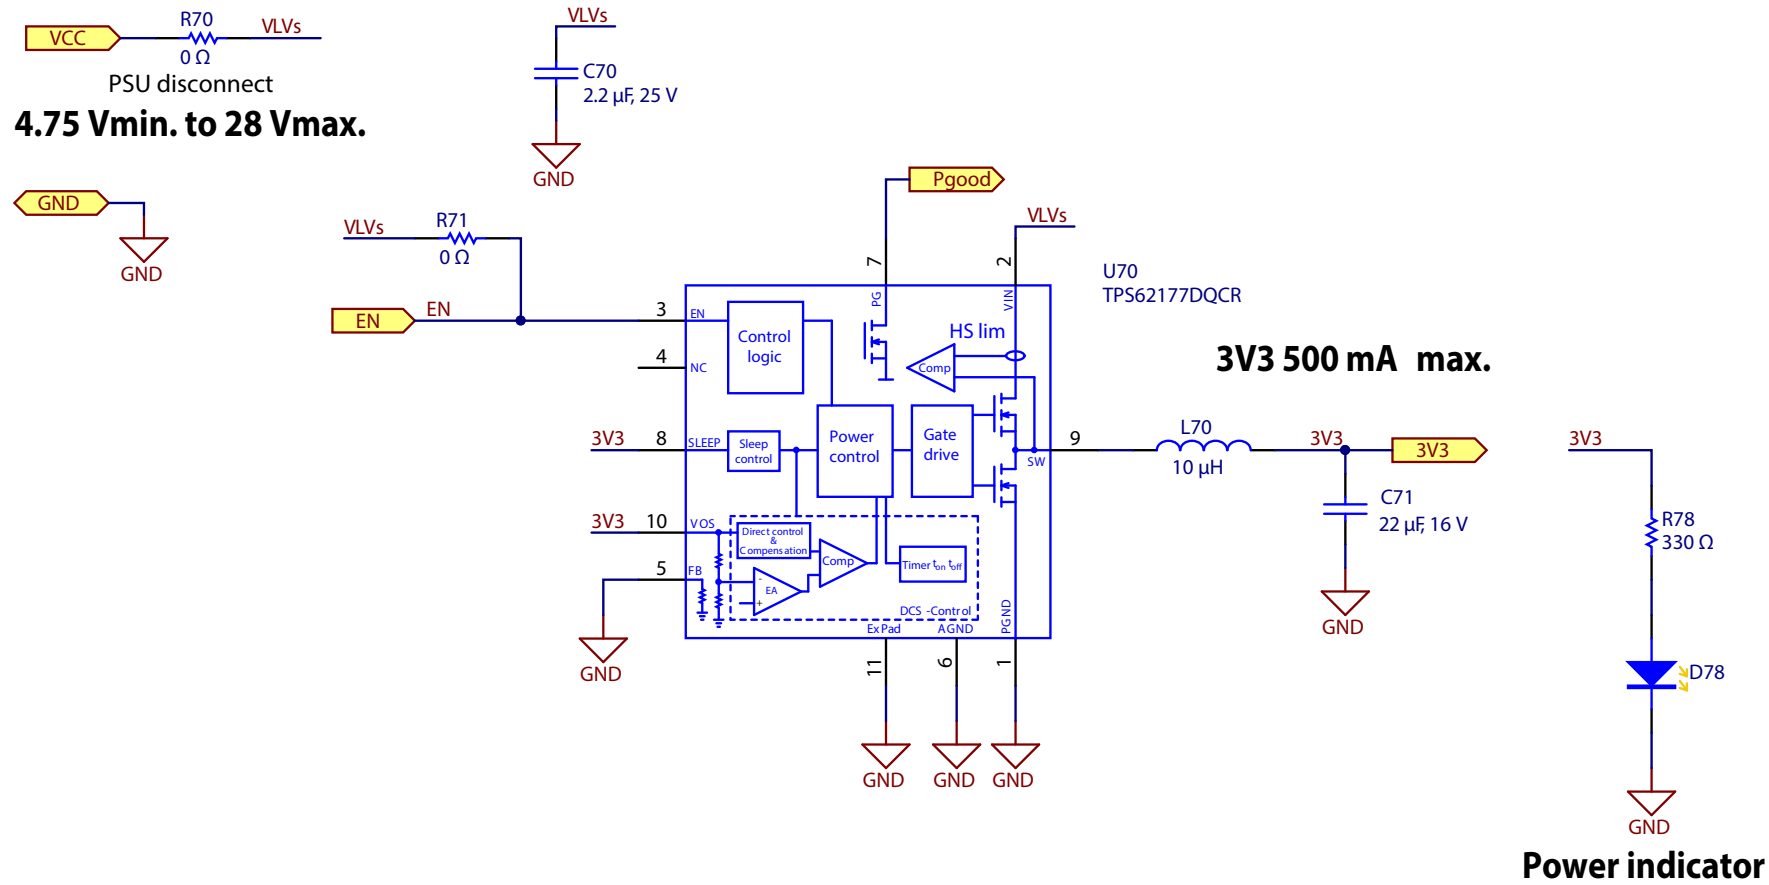 VCC
R70
0 Ω
VLVs
PSU disconnect
4.75 Vmin. to 28 Vmax.
VLVs
C70
2.2 µF, 25 V
GND
GND
GND
VLVs
R71
0 Ω
EN
EN
Pgood
VLVs
7
2
U70
TPS62177DQCR
3
4
8
10
5
3V3
3V3
GND
EN
NC
SLEEP
VOS
FB
PG
VIN
Control
logic
HS lim
Comp
Sleep
control
Power
control
Gate
drive
SW
Direct control
&
Compensation
Comp
EA
-
+
Timer ton toff
DCS -Control
ExPad
AGND
PGND
11
6
1
GND
GND
GND
3V3 500 mA max.
9
L70
10 µH
3V3
3V3
C71
22 µF, 16 V
GND
3V3
R78
330 Ω
D78
GND
Power indicator